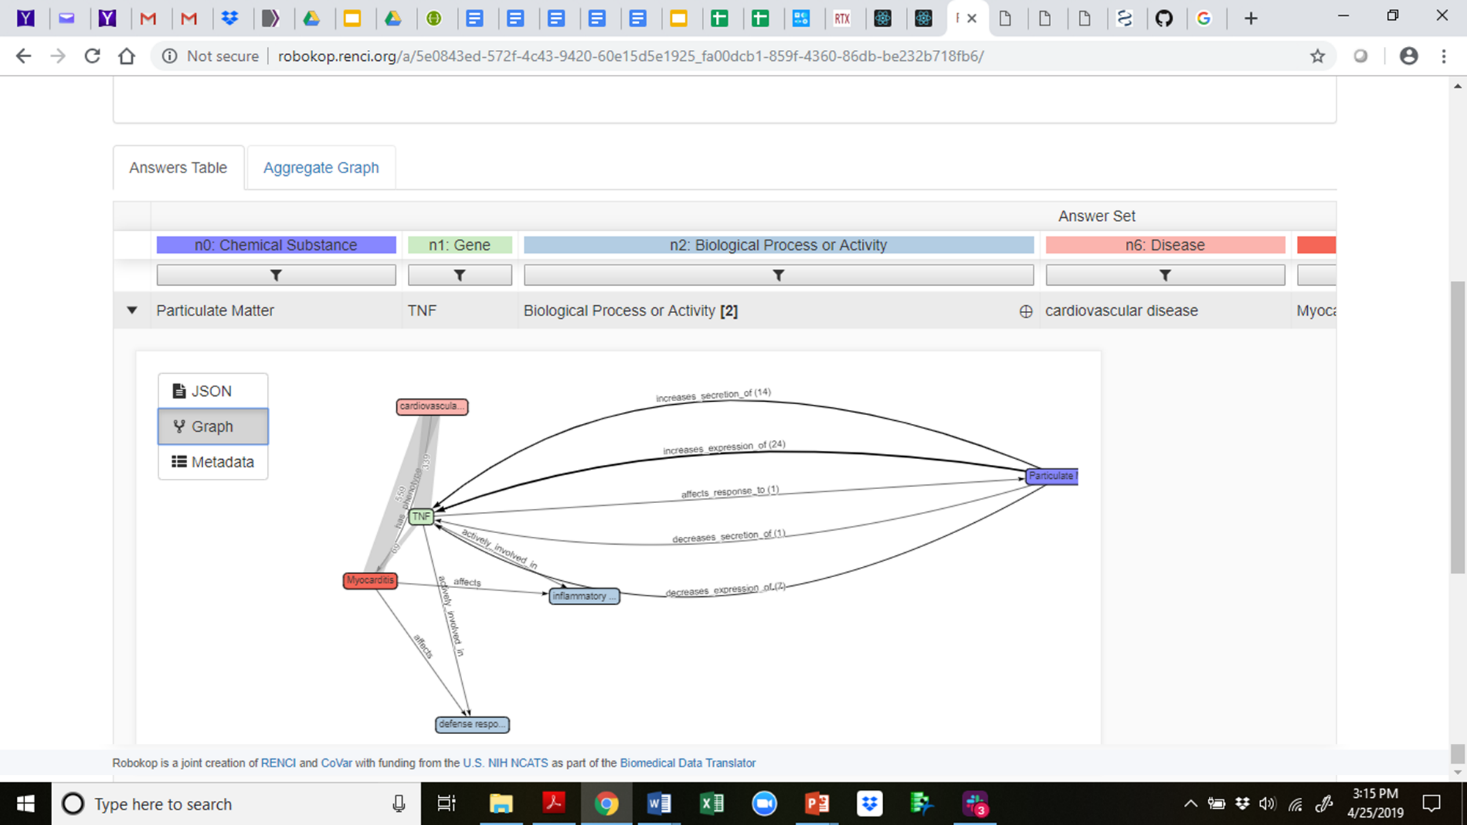 RTX
Not secure
robokop.renci.org/a/5e0843ed-572f-4c43-9420-60e15d5e1925_fa00dcb1-859f-4360-86db-be232b718fb6/
Answers Table
Aggregate Graph
Answer Set
n0: Chemical Substance
n1: Gene
n2: Biological Process or Activity
n6: Disease
Particulate Matter
TNF
Biological Process or Activity [2]
cardiovascular disease
Myoca
JSON
Graph
Metadata
cardiovascula...
increases_secretion_of (14)
increases_expression_of (24)
Particulate
affects_response_to (1)
decreases_secretion_of (1)
decreases_expression_of (7)
has_phenotype
559
139
69
TNF
actively_involved_in
Myocarditis
affects
inflammatory ...
actively_involved_in
affects
defense respo...
Robokop is a joint creation of RENCI and CoVar with funding from the U.S. NIH NCATS as part of the Biomedical Data Translator
Type here to search
3
3:15 PM
4/25/2019